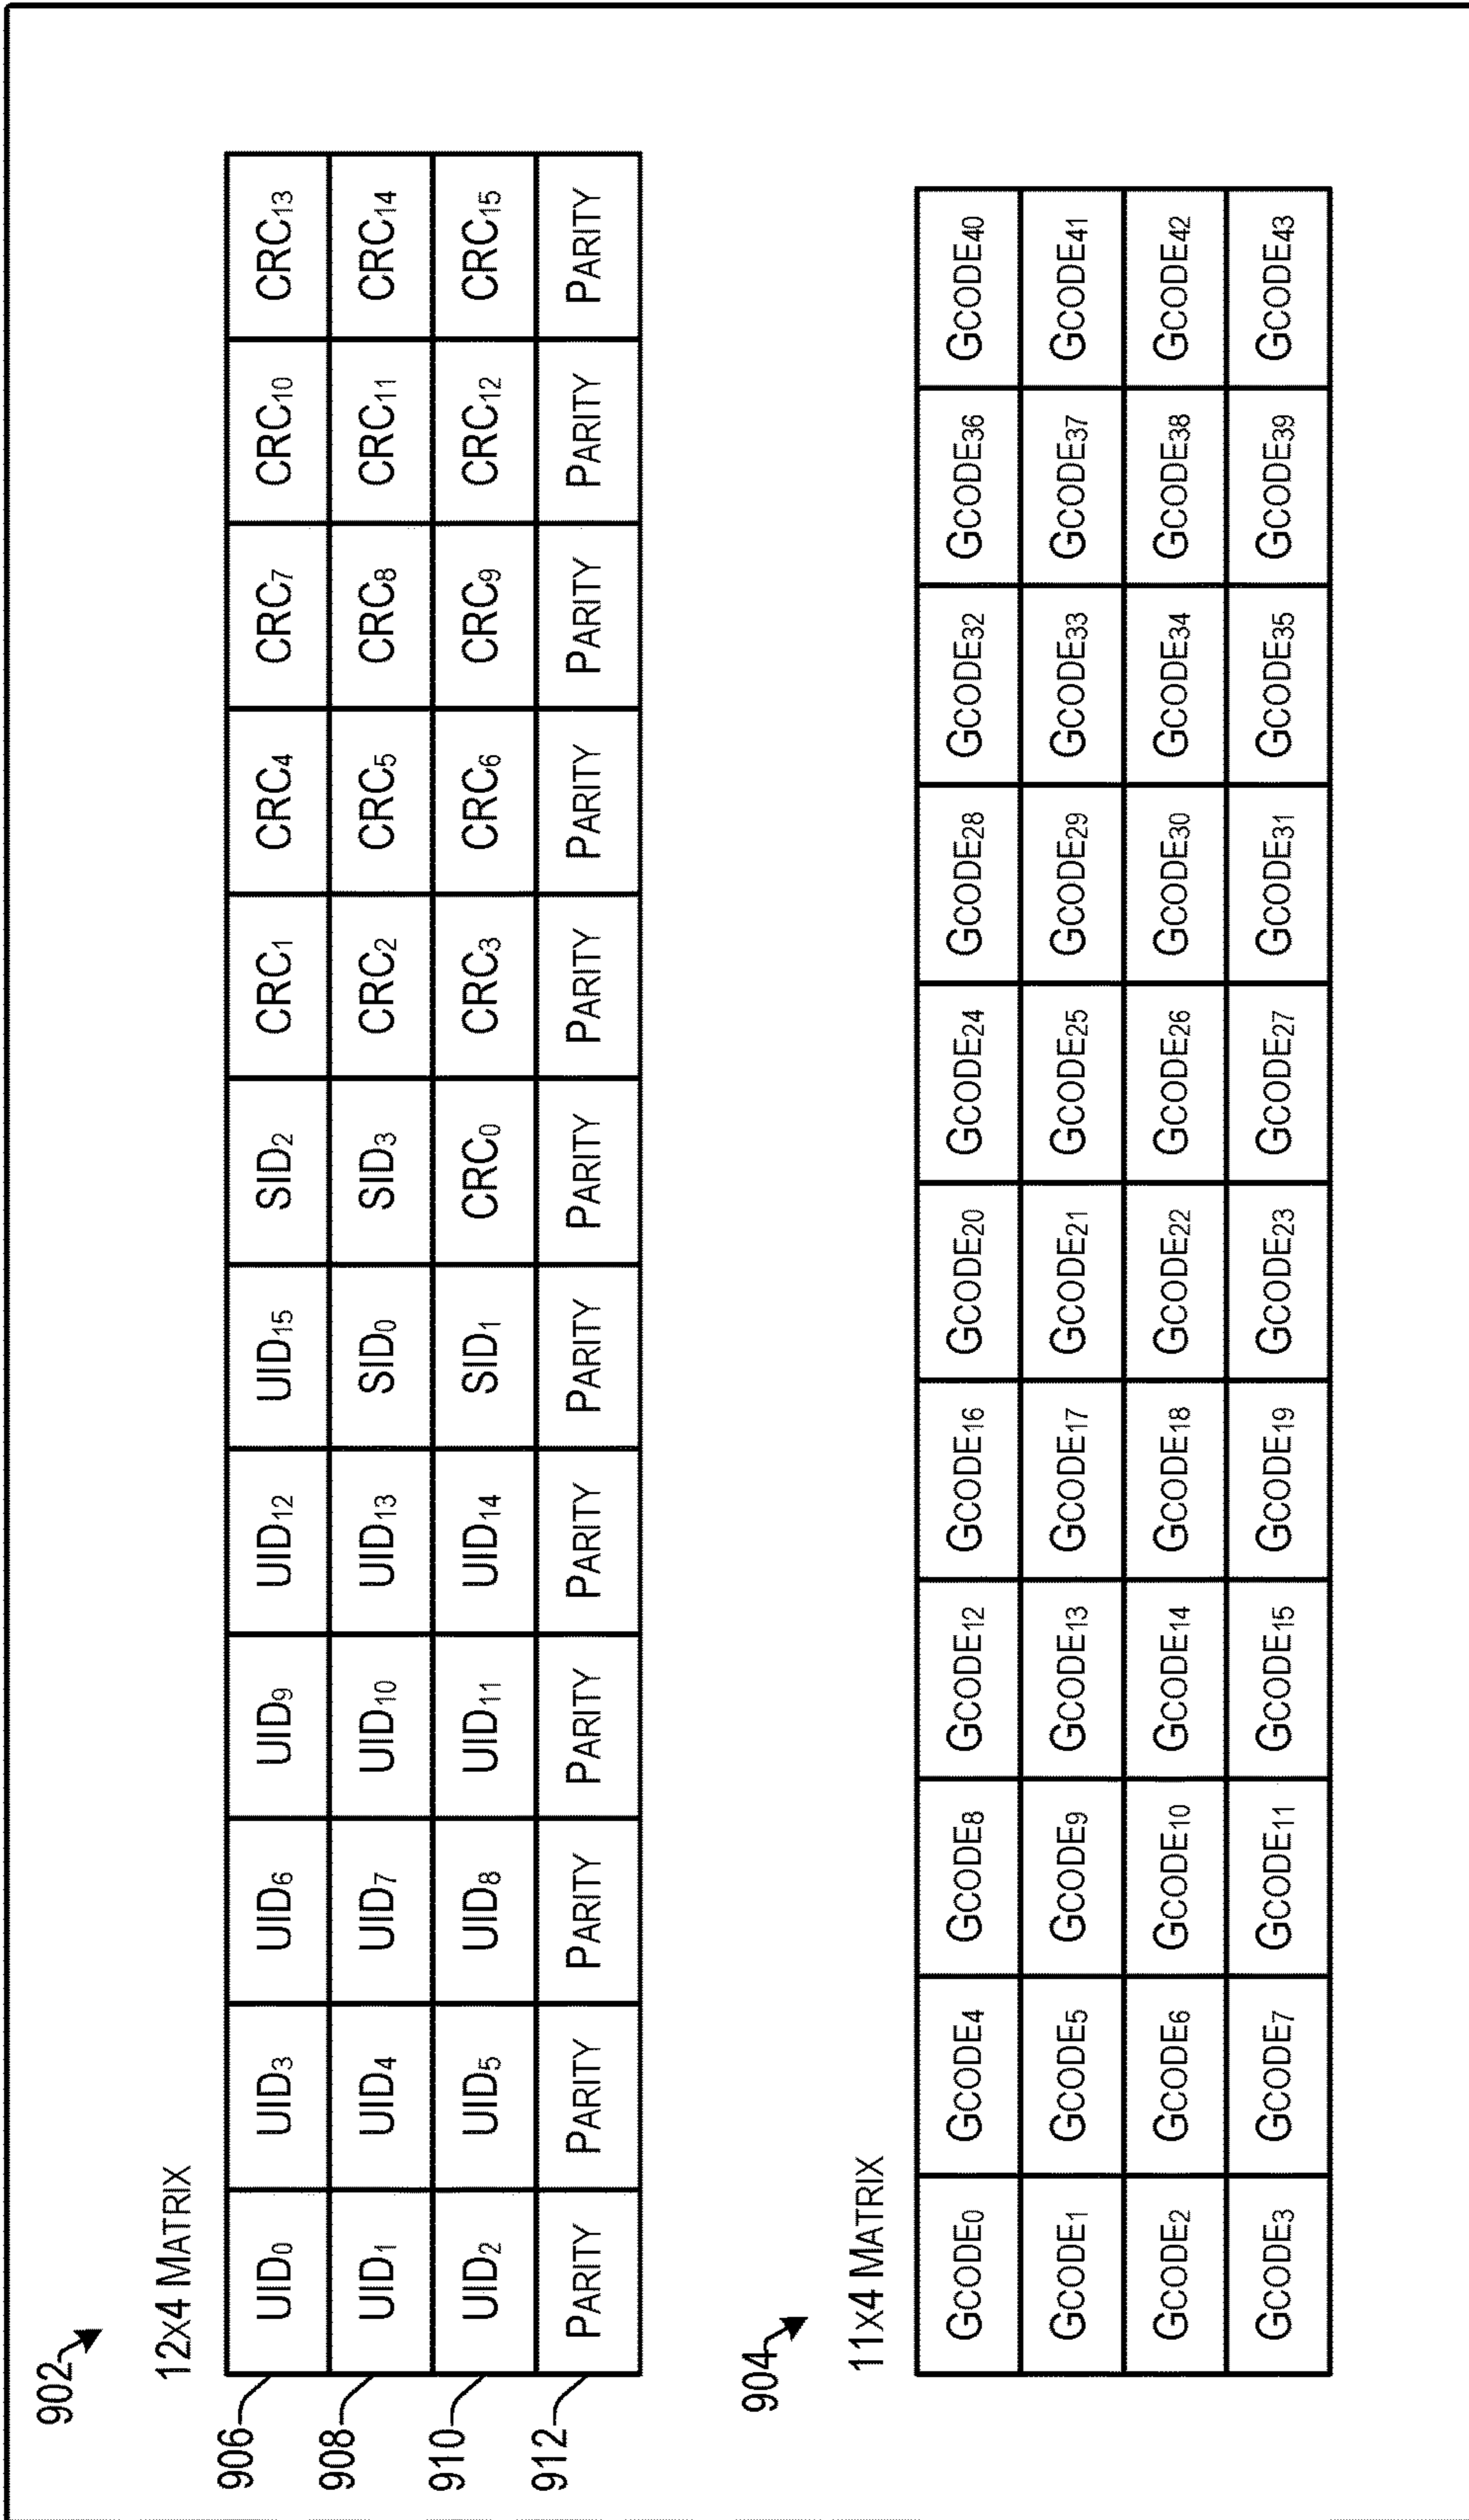 902
12x4 MATRIX
906 UID0 UID3 UID6 UID9 UID12 UID15 SID2 CRC1 CRC4 CRC7 CRC10 CRC13
908 UID1 UID4 UID7 UID10 UID13 SID0 SID3 CRC2 CRC5 CRC8 CRC11 CRC14
910 UID2 UID5 UID8 UID11 UID14 SID1 CRC0 CRC3 CRC6 CRC9 CRC12 CRC15
912 PARITY PARITY PARITY PARITY PARITY PARITY PARITY PARITY PARITY PARITY PARITY PARITY
904
11x4 MATRIX
GCODE0 GCODE4 GCODE8 GCODE12 GCODE16 GCODE20 GCODE24 GCODE28 GCODE32 GCODE36 GCODE40
GCODE1 GCODE5 GCODE9 GCODE13 GCODE17 GCODE21 GCODE25 GCODE29 GCODE33 GCODE37 GCODE41
GCODE2 GCODE6 GCODE10 GCODE14 GCODE18 GCODE22 GCODE26 GCODE30 GCODE34 GCODE38 GCODE42
GCODE3 GCODE7 GCODE11 GCODE15 GCODE19 GCODE23 GCODE27 GCODE31 GCODE35 GCODE39 GCODE43